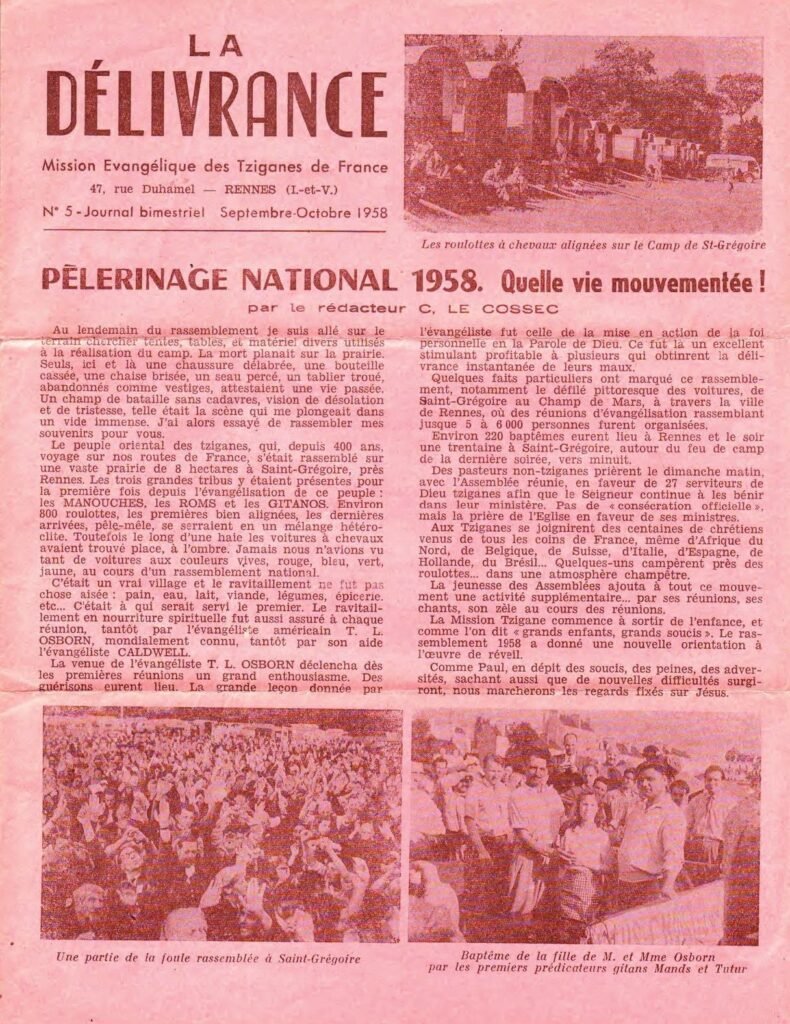 LA
DÉLIVRANCE
Mission Evangélique des Tziganes de France
47, rue Duhamel — RENNES (I.-et-V.)
N° 5 - Journal bimestriel Septembre-Octobre 1958
Les roulottes à chevaux alignées sur le Camp de St-Grégoire
PÈLERINAGE NATIONAL 1958. Quelle vie mouvementée !
par le rédacteur C. LE COSSEC
Au lendemain du rassemblement je suis allé sur le
terrain chercher tentes, tables, et matériel divers utilisés
à la réalisation du camp. La mort planait sur la prairie.
Seuls, ici et là une chaussure délabrée, une bouteille
cassée, une chaise brisée, un seau percé, un tablier troué,
abandonnés comme vestiges, attestaient une vie passée.
Un champ de bataille sans cadavres, vision de désolation
et de tristesse, telle était la scène qui me plongeait dans
un vide immense. J'ai alors essayé de rassembler mes
souvenirs pour vous.
Le peuple oriental des tziganes, qui, depuis 400 ans,
voyage sur nos routes de France, s'était rassemblé sur
une vaste prairie de 8 hectares à Saint-Grégoire, près
Rennes. Les trois grandes tribus y étaient présentes pour
la première fois depuis l'évangélisation de ce peuple :
les MANOUCHES, les ROMS et les GITANOS. Environ
800 roulottes, les premières bien alignées, les dernières
arrivées, pêle-mêle, se serraient en un mélange hétéro-
clite. Toutefois le long d'une haie les voitures à chevaux
avaient trouvé place, à l'ombre. Jamais nous n'avions vu
tant de voitures aux couleurs vives, rouge, bleu, vert,
jaune, au cours d'un rassemblement national.
C'était un vrai village et le ravitaillement ne fut pas
chose aisée : pain, eau, lait, viande, légumes, épicerie,
etc... C'était à qui serait servi le premier. Le ravitail-
lement en nourriture spirituelle fut aussi assuré à chaque
réunion, tantôt par l'évangéliste américain T. L.
OSBORN, mondialement connu, tantôt par son aide
l'évangéliste CALDWELL.
La venue de l'évangéliste T. L. OSBORN déclencha dès
les premières réunions un grand enthousiasme. Des
guérisons eurent lieu. La grande leçon donnée par
l'évangéliste fut celle de la mise en action de la foi
personnelle en la Parole de Dieu. Ce fut là un excellent
stimulant profitable à plusieurs qui obtinrent la déli-
vrance instantanée de leurs maux.
Quelques faits particuliers ont marqué ce rassemble-
ment, notamment le défilé pittoresque des voitures, de
Saint-Grégoire au Champ de Mars, à travers la ville
de Rennes, où des réunions d'évangélisation rassemblant
jusque 5 à 6 000 personnes furent organisées.
Environ 220 baptêmes eurent lieu à Rennes et le soir
une trentaine à Saint-Grégoire, autour du feu de camp
de la dernière soirée, vers minuit.
Des pasteurs non-tziganes prièrent le dimanche matin,
avec l'Assemblée réunie, en faveur de 27 serviteurs de
Dieu tziganes afin que le Seigneur continue à les bénir
dans leur ministère. Pas de « consécration officielle »,
mais la prière de l'Eglise en faveur de ses ministres.
Aux Tziganes se joignirent des centaines de chrétiens
venus de tous les coins de France, même d'Afrique du
Nord, de Belgique, de Suisse, d'Italie, d'Espagne, de
Hollande, du Brésil... Quelques-uns campèrent près des
roulottes... dans une atmosphère champêtre.
La jeunesse des Assemblées ajouta à tout ce mouve-
ment une activité supplémentaire... par ses réunions, ses
chants, son zèle au cours des réunions.
La Mission Tzigane commence à sortir de l'enfance, et
comme l'on dit « grands enfants, grands soucis ». Le ras-
semblement 1958 a donné une nouvelle orientation à
l'œuvre de réveil.
Comme Paul, en dépit des soucis, des peines, des adver-
sités, sachant aussi que de nouvelles difficultés surgi-
ront, nous marcherons les regards fixés sur Jésus.
Une partie de la foule rassemblée à Saint-Grégoire
Baptême de la fille de M. et Mme Osborn
par les premiers prédicateurs gitans Mands et Tutur